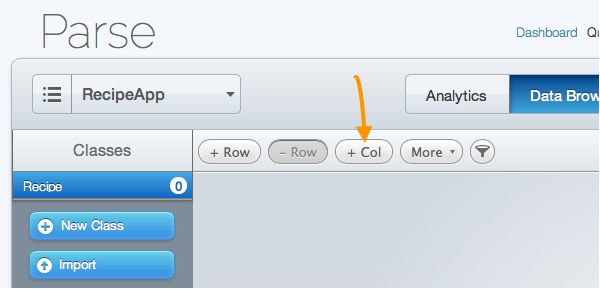 Parse
Dashboard Qu
RecipeApp
Analytics
Data Brow
Classes
+ Row
– Row
+ Col
More
Recipe
0
New Class
Import